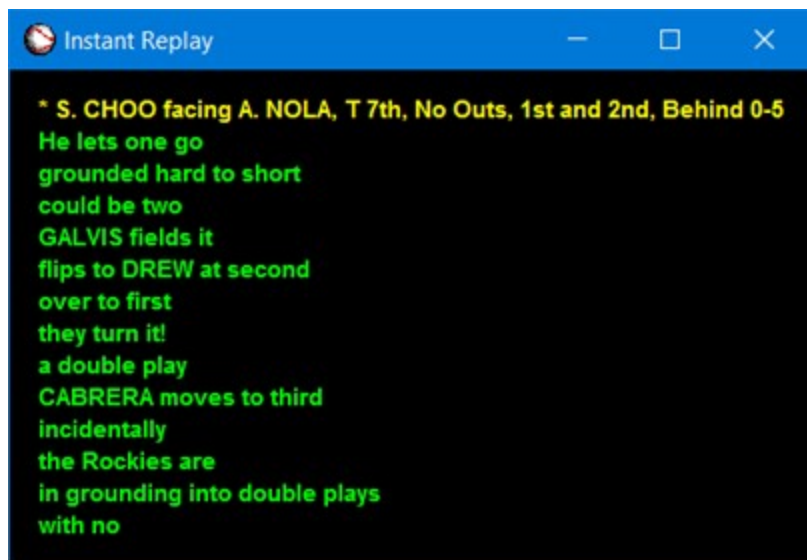 Instant Replay
* S. CHOO facing A. NOLA, T 7th, No Outs, 1st and 2nd, Behind 0-5
He lets one go
grounded hard to short
could be two
GALVIS fields it
flips to DREW at second
over to first
they turn it!
a double play
CABRERA moves to third
incidentally
the Rockies are
in grounding into double plays
with no